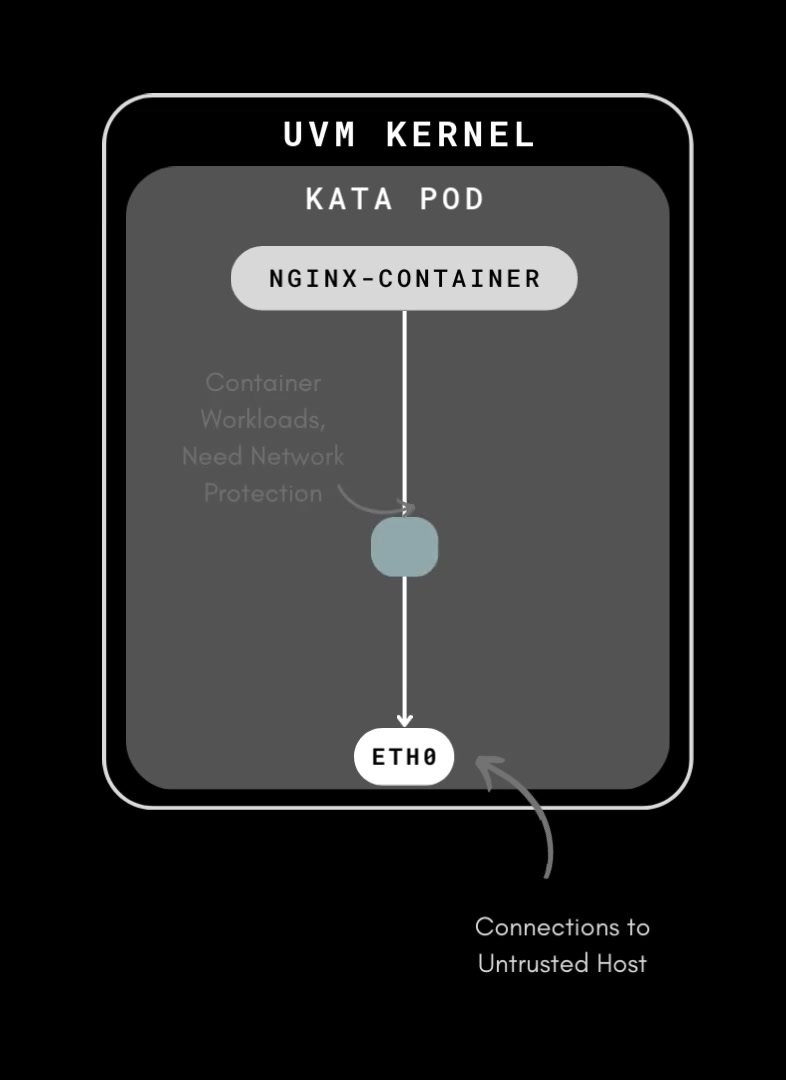 UVM KERNEL
KATA POD
NGINX-CONTAINER
Container
Workloads,
Need Network
Protection
ETH0
Connections to
Untrusted Host